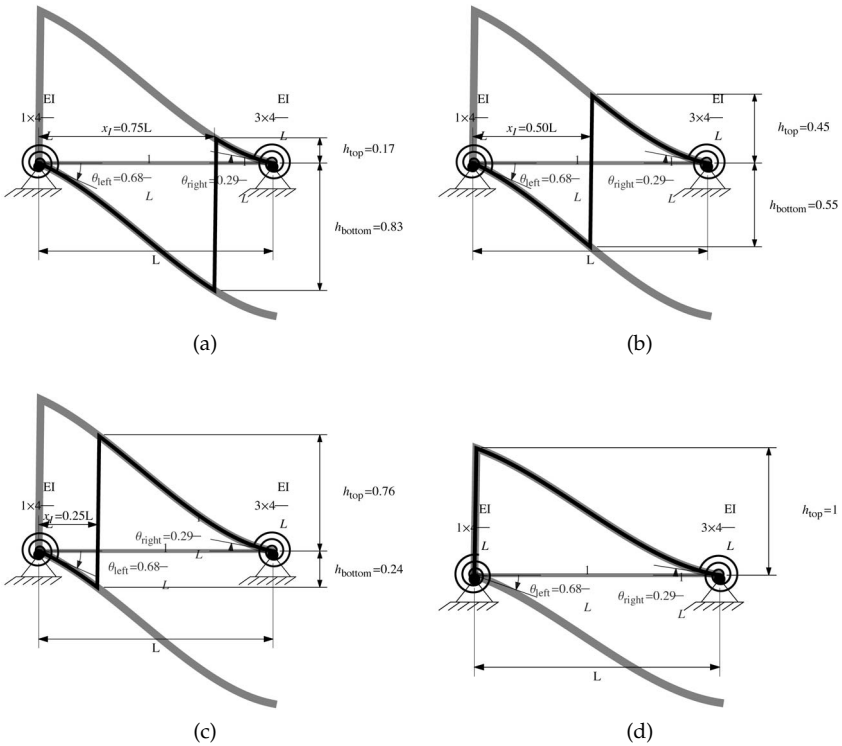 EI
1×4
L
x_I=0.75L
EI
3×4
L
h_top=0.17
1
θ_left=0.68
L
θ_right=0.29
1
L
h_bottom=0.83
L
(a)
EI
1×4
L
x_I=0.50L
EI
3×4
L
h_top=0.45
1
θ_left=0.68
L
θ_right=0.29
1
L
h_bottom=0.55
L
(b)
EI
1×4
L
x_I=0.25L
EI
3×4
L
h_top=0.76
1
θ_right=0.29
L
1
θ_left=0.68
L
h_bottom=0.24
L
(c)
EI
1×4
L
EI
3×4
L
h_top=1
1
θ_left=0.68
L
1
θ_right=0.29
L
L
(d)